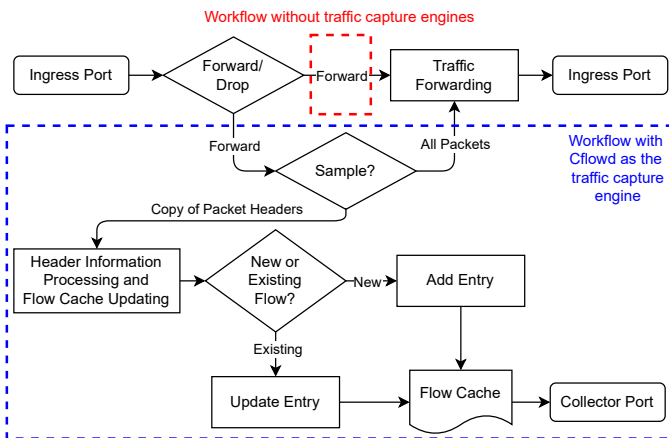 Workflow without traffic capture engines
Ingress Port
Forward/
Drop
Forward
Traffic
Forwarding
Ingress Port
Forward
Sample?
All Packets
Workflow with
Cflowd as the
traffic capture
engine
Copy of Packet Headers
Header Information
Processing and
Flow Cache Updating
New or
Existing
Flow?
New
Add Entry
Existing
Update Entry
Flow Cache
Collector Port